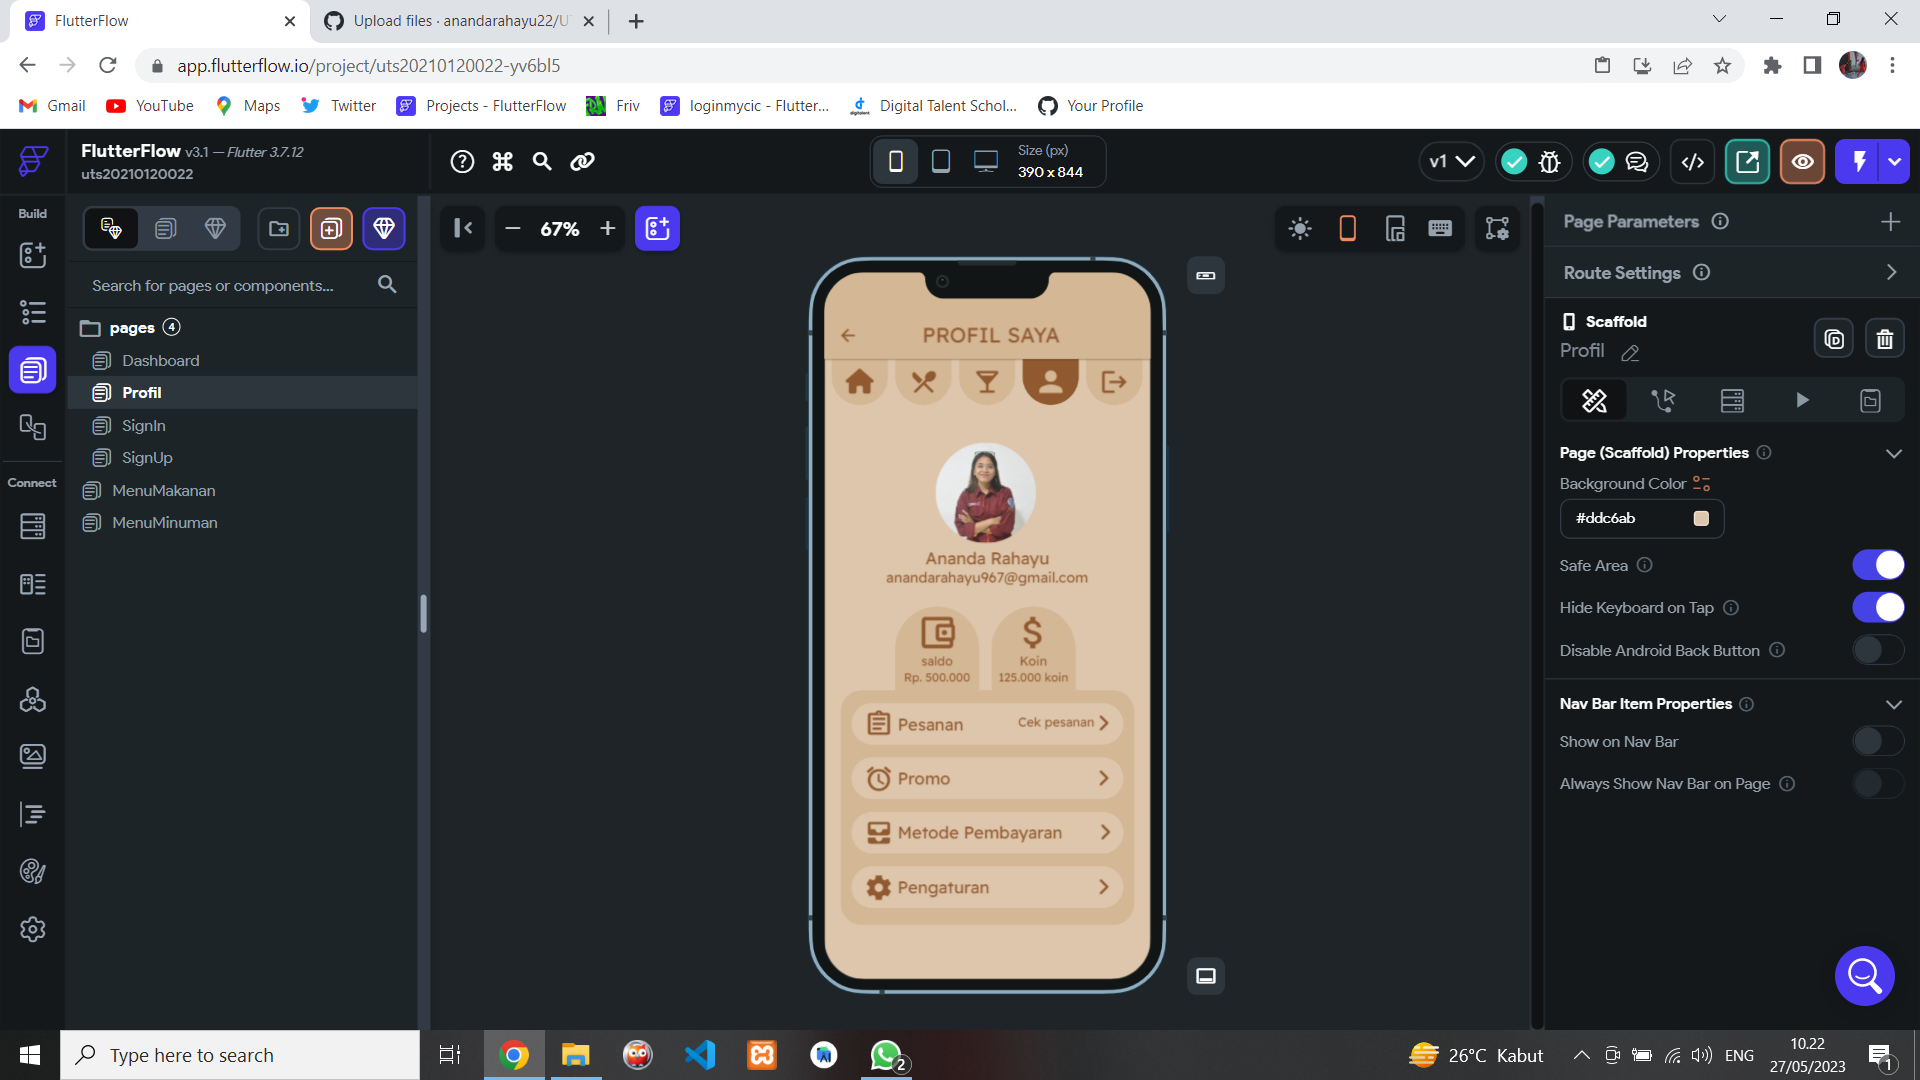 FlutterFlow
Upload files · anandarahayu22/U
app.flutterflow.io/project/uts20210120022-yv6bl5
Gmail
YouTube
Maps
Twitter
Projects - FlutterFlow
Friv
loginmycic - Flutter...
Digital Talent Schol...
Your Profile
FlutterFlow v3.1 — Flutter 3.7.12
uts20210120022
Size (px)
390 x 844
v1
Build
67%
Search for pages or components...
pages 4
Dashboard
Profil
SignIn
SignUp
MenuMakanan
MenuMinuman
Connect
PROFIL SAYA
Ananda Rahayu
anandarahayu967@gmail.com
saldo
Rp. 500.000
Koin
125.000 koin
Pesanan
Cek pesanan
Promo
Metode Pembayaran
Pengaturan
Page Parameters
Route Settings
Scaffold
Profil
Page (Scaffold) Properties
Background Color
#ddc6ab
Safe Area
Hide Keyboard on Tap
Disable Android Back Button
Nav Bar Item Properties
Show on Nav Bar
Always Show Nav Bar on Page
Type here to search
2
26°C Kabut
ENG
10.22
27/05/2023
1